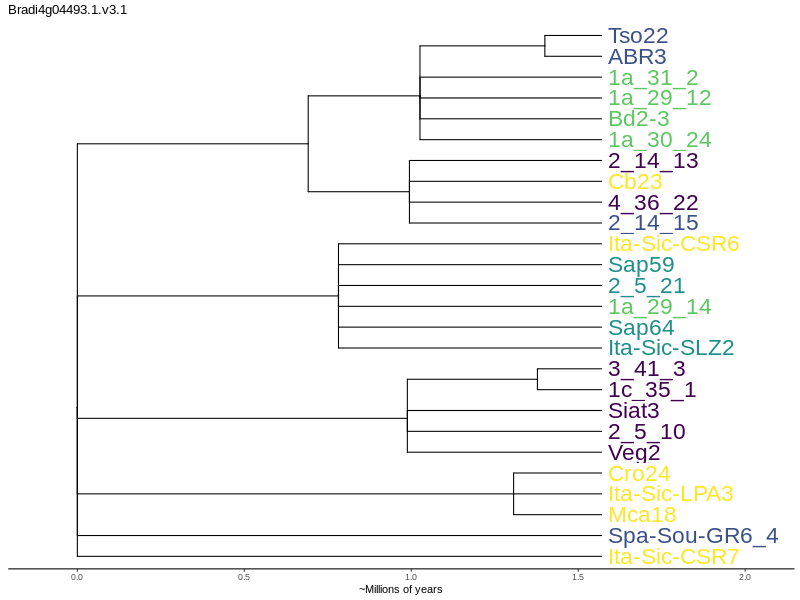 Bradi4g04493.1.v3.1
Tso22
ABR3
1a_31_2
1a_29_12
Bd2-3
1a_30_24
2_14_13
Cb23
4_36_22
2_14_15
Ita-Sic-CSR6
Sap59
2_5_21
1a_29_14
Sap64
Ita-Sic-SLZ2
3_41_3
1c_35_1
Siat3
2_5_10
Veg2
Cro24
Ita-Sic-LPA3
Mca18
Spa-Sou-GR6_4
Ita-Sic-CSR7
0.0 0.5 1.0 1.5 2.0
~Millions of years